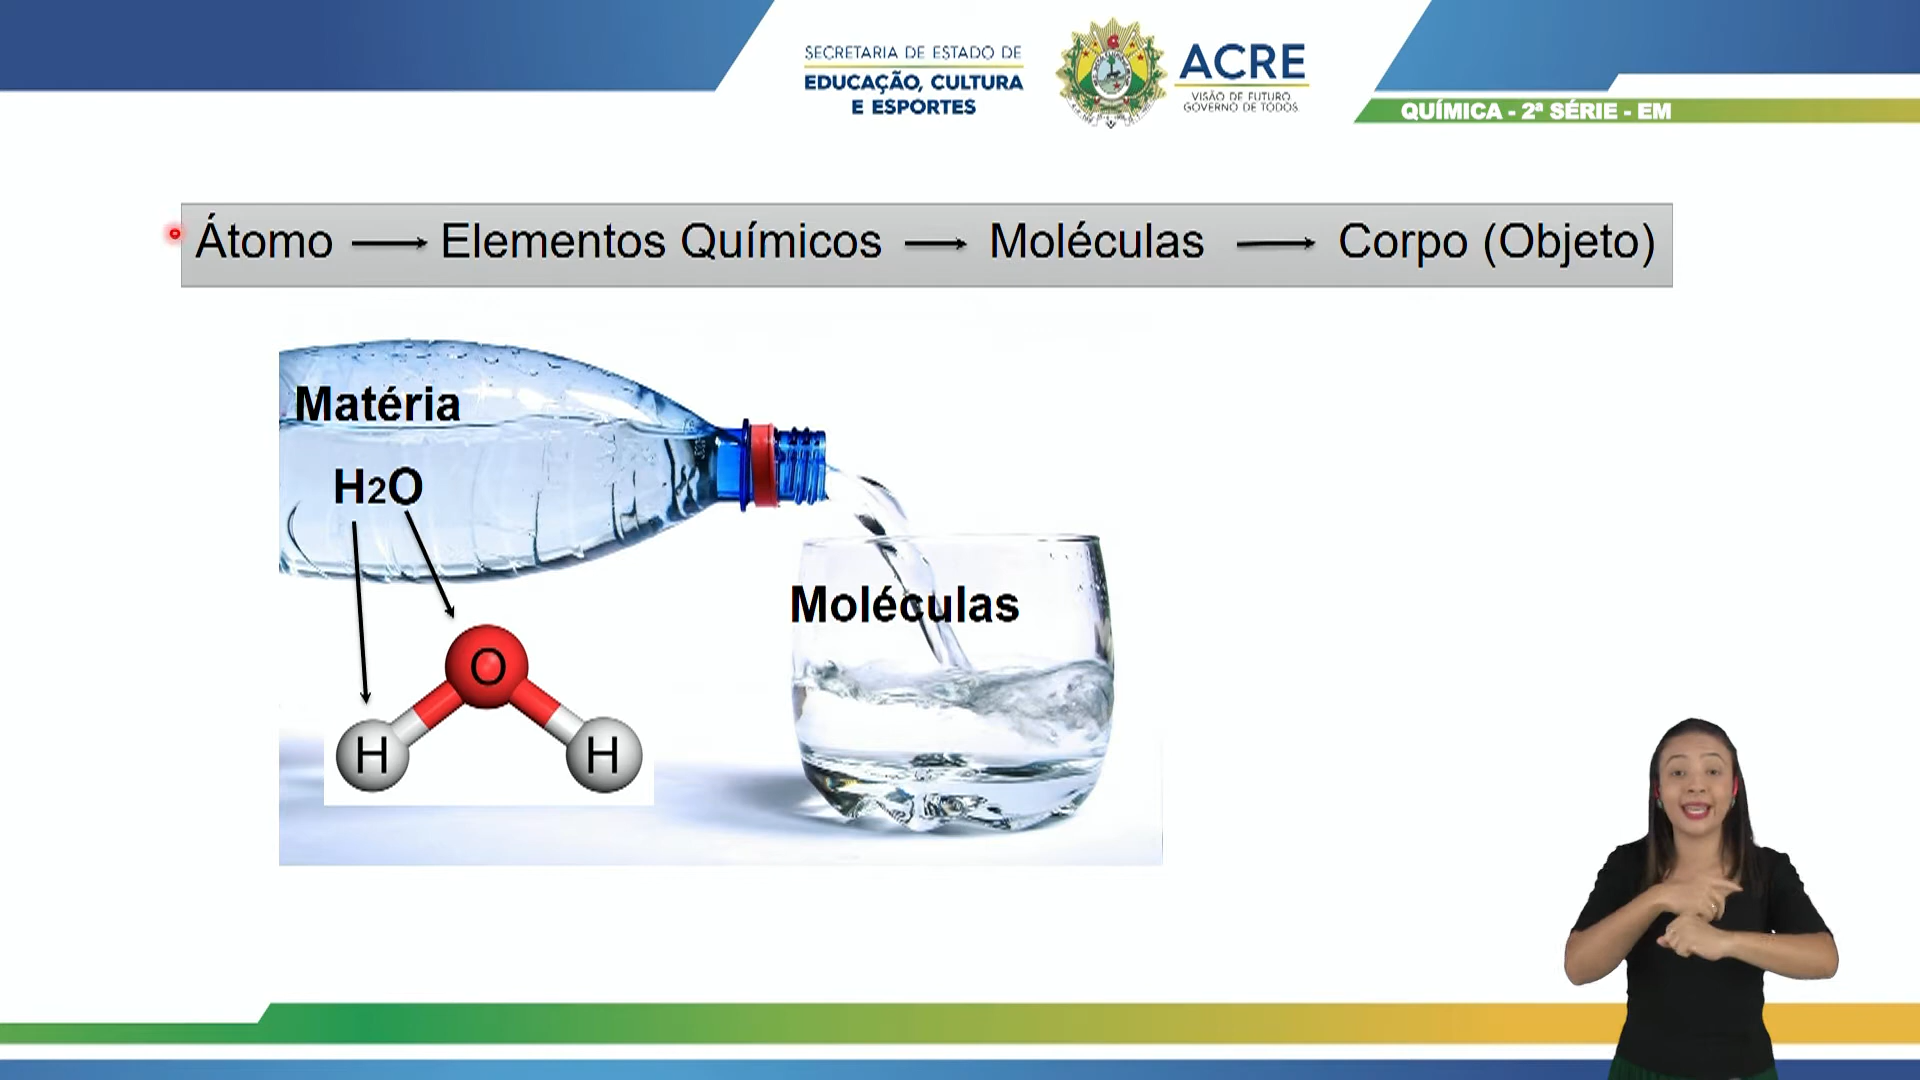 SECRETARIA DE ESTADO DE
EDUCAÇÃO, CULTURA
E ESPORTES
ACRE
VISÃO DE FUTURO
GOVERNO DE TODOS
QUÍMICA - 2ª SÉRIE - EM
Átomo → Elementos Químicos → Moléculas → Corpo (Objeto)
Matéria
H2O
Moléculas
O
H
H